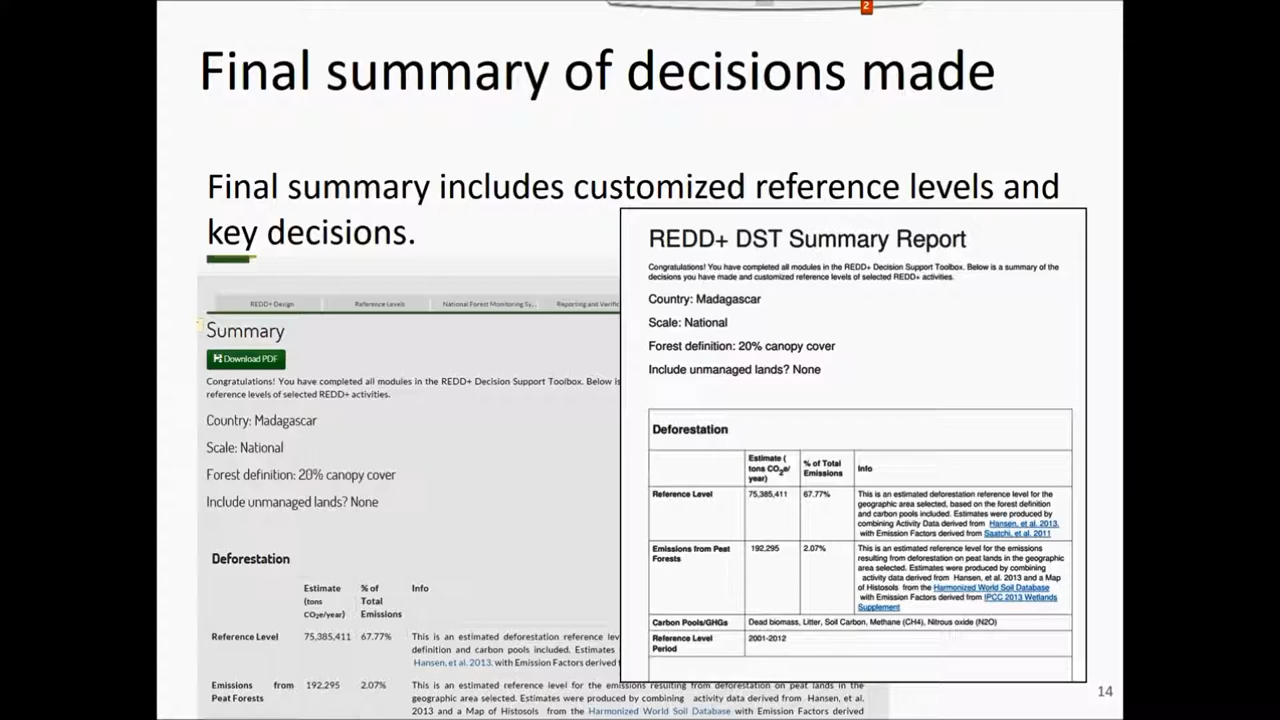 2
Final summary of decisions made
Final summary includes customized reference levels and
key decisions.
REDD+ Design
Reference Levels
National Forest Monitoring Sy...
Reporting and Verific
Summary
Download PDF
Congratulations! You have completed all modules in the REDD+ Decision Support Toolbox. Below is
reference levels of selected REDD+ activities.
Country: Madagascar
Scale: National
Forest definition: 20% canopy cover
Include unmanaged lands? None
Deforestation
Estimate (tons CO2e/year)
% of Total Emissions
Info
Reference Level
75,385,411
67.77%
This is an estimated deforestation reference lev
definition and carbon pools included. Estimates
Hansen, et al. 2013. with Emission Factors derived
Emissions from
Peat Forests
192,295
2.07%
This is an estimated reference level for the emissions resulting from deforestation on peat lands in the
geographic area selected. Estimates were produced by combining activity data derived from Hansen, et al.
2013 and a Map of Histosols from the Harmonized World Soil Database with Emission Factors derived
REDD+ DST Summary Report
Congratulations! You have completed all modules in the REDD+ Decision Support Toolbox. Below is a summary of the
decisions you have made and customized reference levels of selected REDD+ activities.
Country: Madagascar
Scale: National
Forest definition: 20% canopy cover
Include unmanaged lands? None
Deforestation
Estimate (
tons CO2e/
year)
% of Total
Emissions
Info
Reference Level
75,385,411
67.77%
This is an estimated deforestation reference level for the
geographic area selected, based on the forest definition
and carbon pools included. Estimates were produced by
combining Activity Data derived from Hansen, et al. 2013,
with Emission Factors derived from Saatchi, et al. 2011
Emissions from Peat
Forests
192,295
2.07%
This is an estimated reference level for the emissions
resulting from deforestation on peat lands in the geographic
area selected. Estimates were produced by combining
activity data derived from Hansen, et al. 2013 and a Map
of Histosols from the Harmonized World Soil Database
with Emission Factors derived from IPCC 2013 Wetlands
Supplement
Carbon Pools/GHGs
Dead biomass, Litter, Soil Carbon, Methane (CH4), Nitrous oxide (N2O)
Reference Level
Period
2001-2012
14